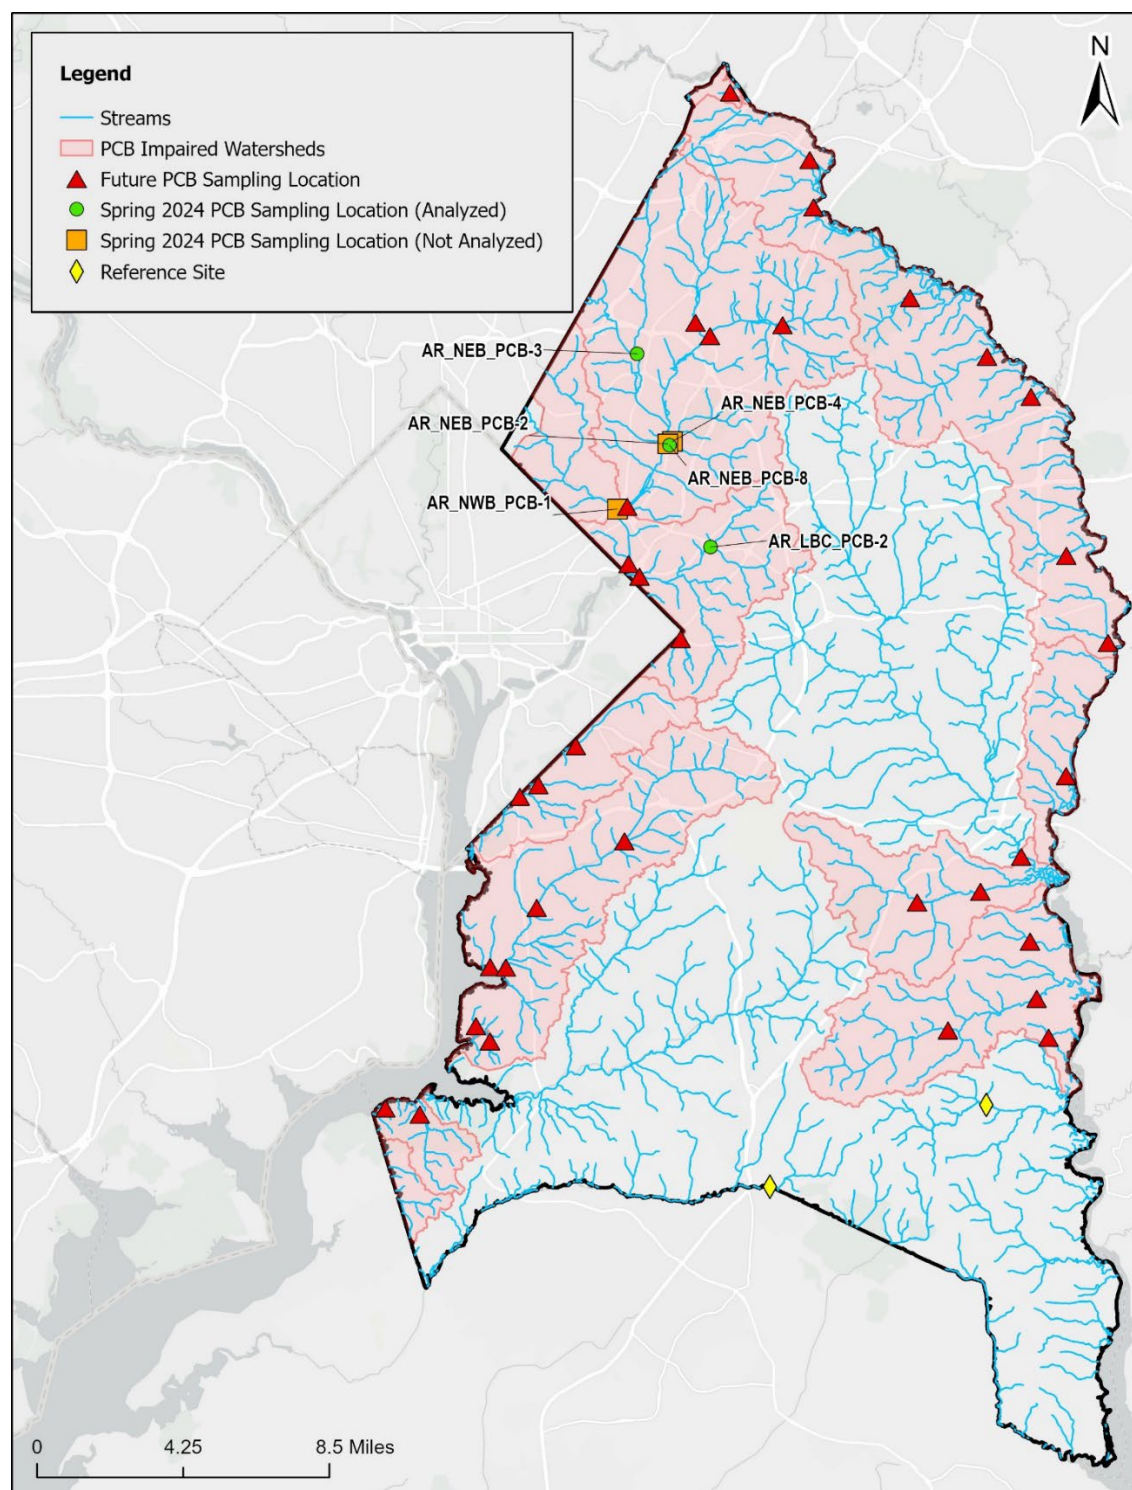 Legend
Streams
PCB Impaired Watersheds
Future PCB Sampling Location
Spring 2024 PCB Sampling Location (Analyzed)
Spring 2024 PCB Sampling Location (Not Analyzed)
Reference Site
N
AR_NEB_PCB-3
AR_NEB_PCB-4
AR_NEB_PCB-2
AR_NEB_PCB-8
AR_NWB_PCB-1
AR_LBC_PCB-2
0 4.25 8.5 Miles